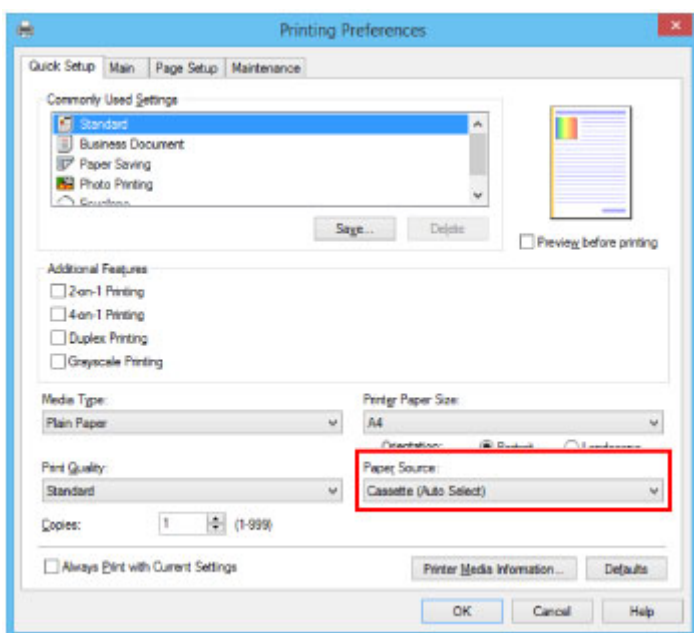 Printing Preferences
Quick Setup Main Page Setup Maintenance
Commonly Used Settings
Standard
Business Document
Paper Saving
Photo Printing
Envelope
Save... Delete
Preview before printing
Additional Features
2-on-1 Printing
4-on-1 Printing
Duplex Printing
Greyscale Printing
Media Type: Printer Paper Size:
Plain Paper A4
Orientation: Portrait Landscape
Print Quality: Paper Source:
Standard Cassette (Auto Select)
Copies: 1 (1-999)
Always Print with Current Settings Printer Media Information... Defaults
OK Cancel Help